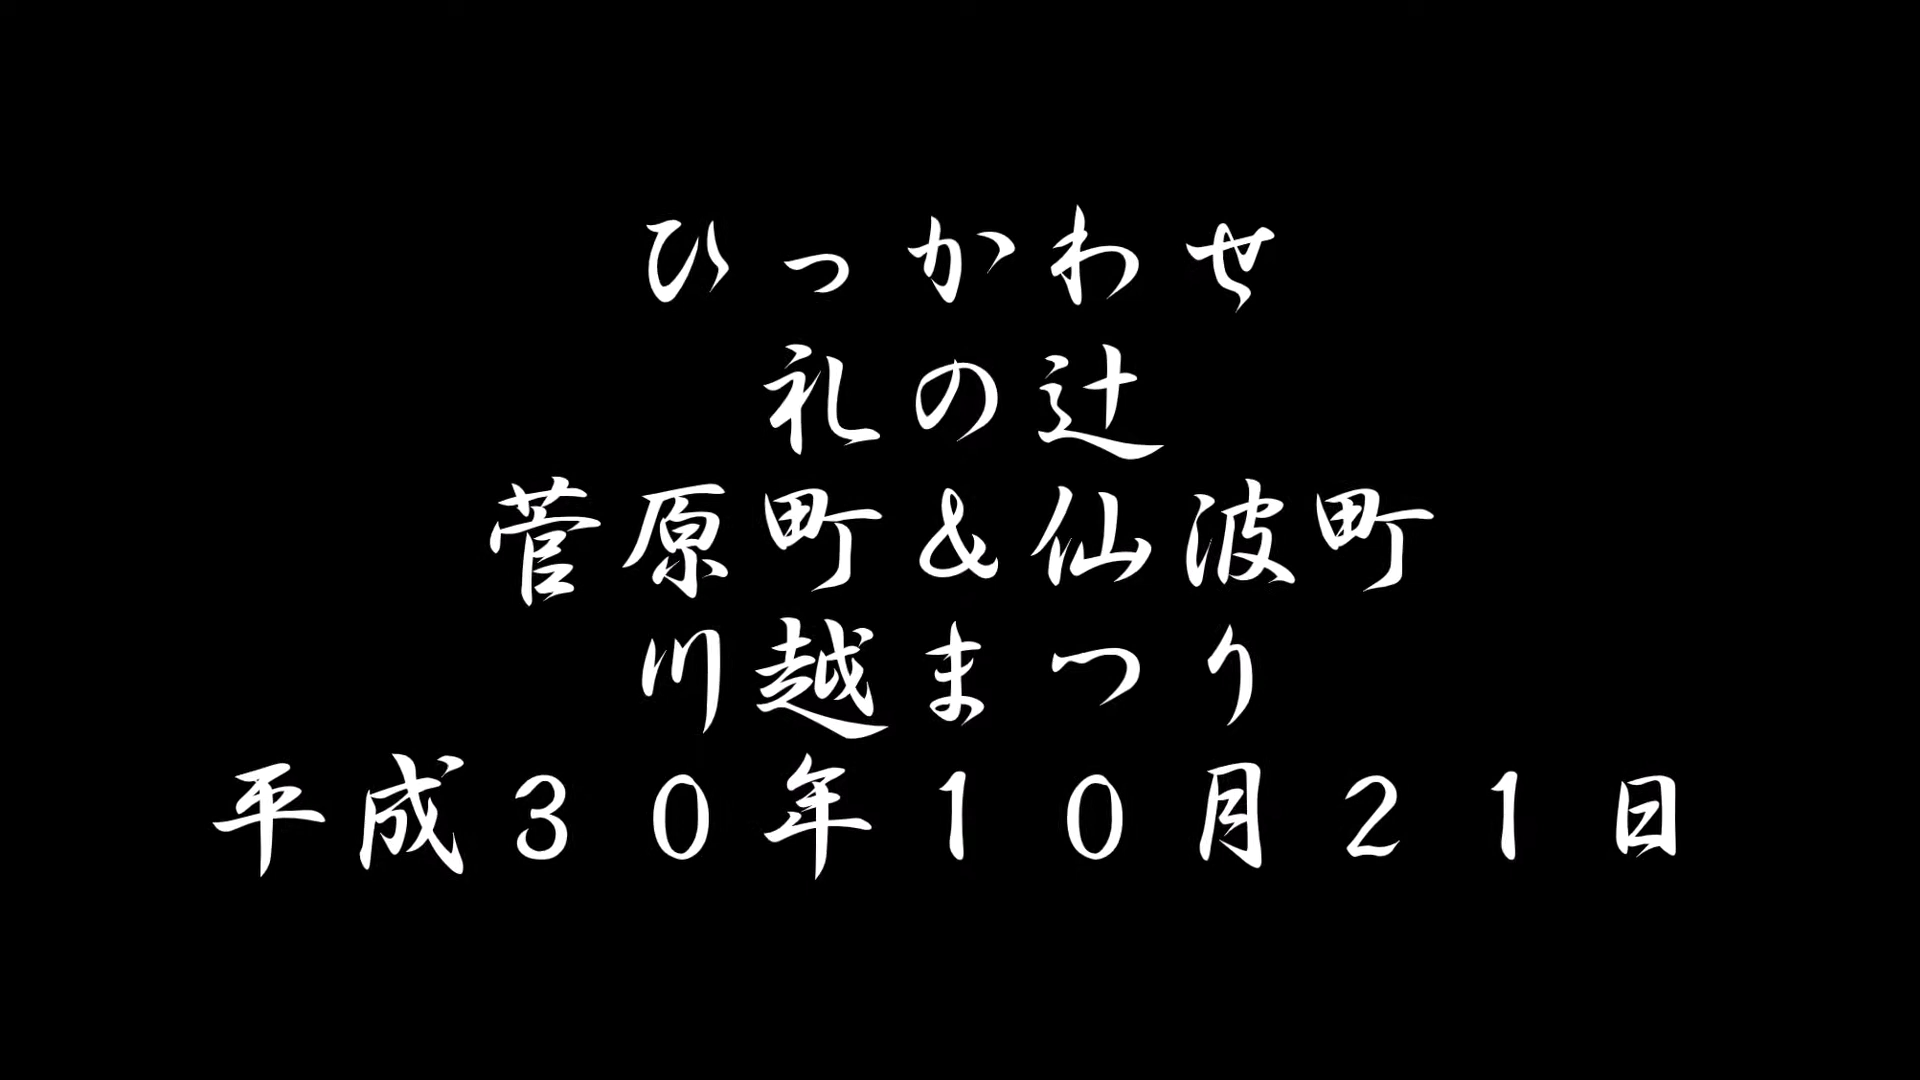 ひっかわせ
礼の辻
菅原町＆仙波町
川越まつり
平成３０年１０月２１日